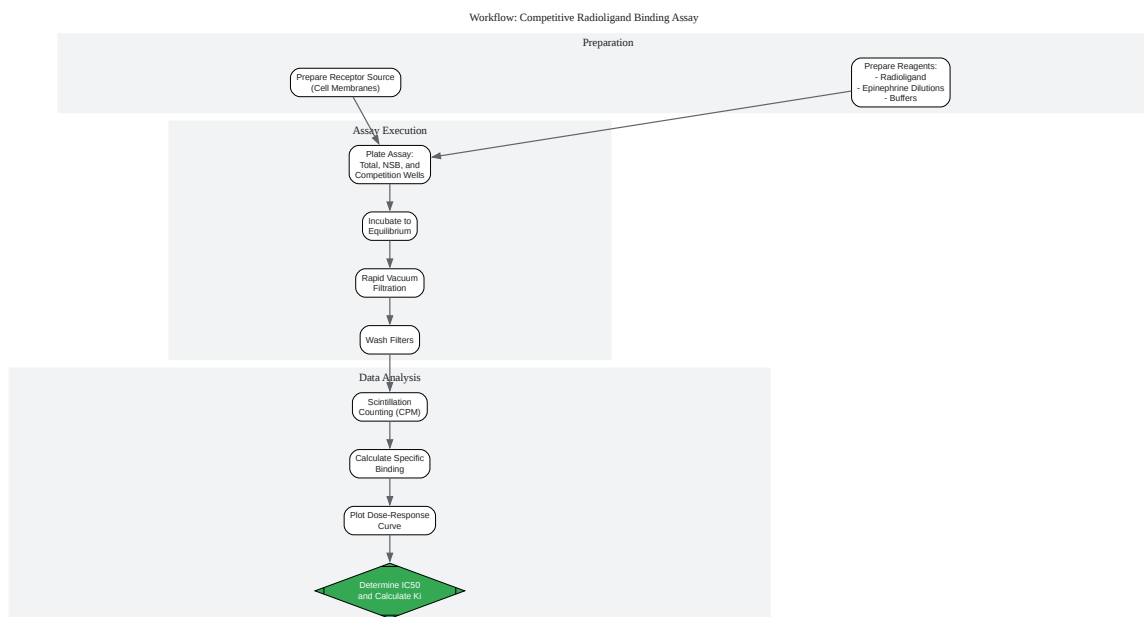 Workflow: Competitive Radioligand Binding Assay
Preparation
Prepare Receptor Source
(Cell Membranes)
Prepare Reagents:
- Radioligand
- Epinephrine Dilutions
- Buffers
Assay Execution
Plate Assay:
Total, NSB, and
Competition Wells
Incubate to
Equilibrium
Rapid Vacuum
Filtration
Wash Filters
Data Analysis
Scintillation
Counting (CPM)
Calculate Specific
Binding
Plot Dose-Response
Curve
Determine IC50
and Calculate Ki